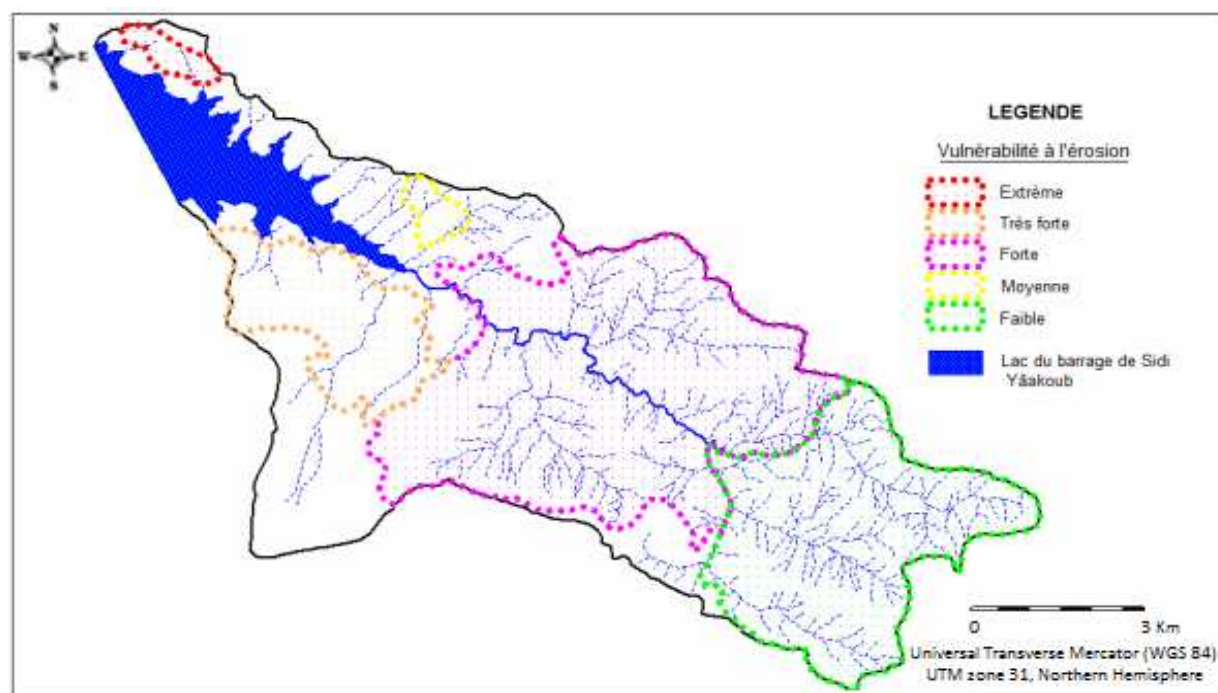 N
W E
S
LEGENDE
Vulnérabilité à l'érosion
Extrême
Trés forte
Forte
Moyenne
Faible
Lac du barrage de Sidi
Yâakoub
0 3 Km
Universal Transverse Mercator (WGS 84)
UTM zone 31, Northern Hemisphere